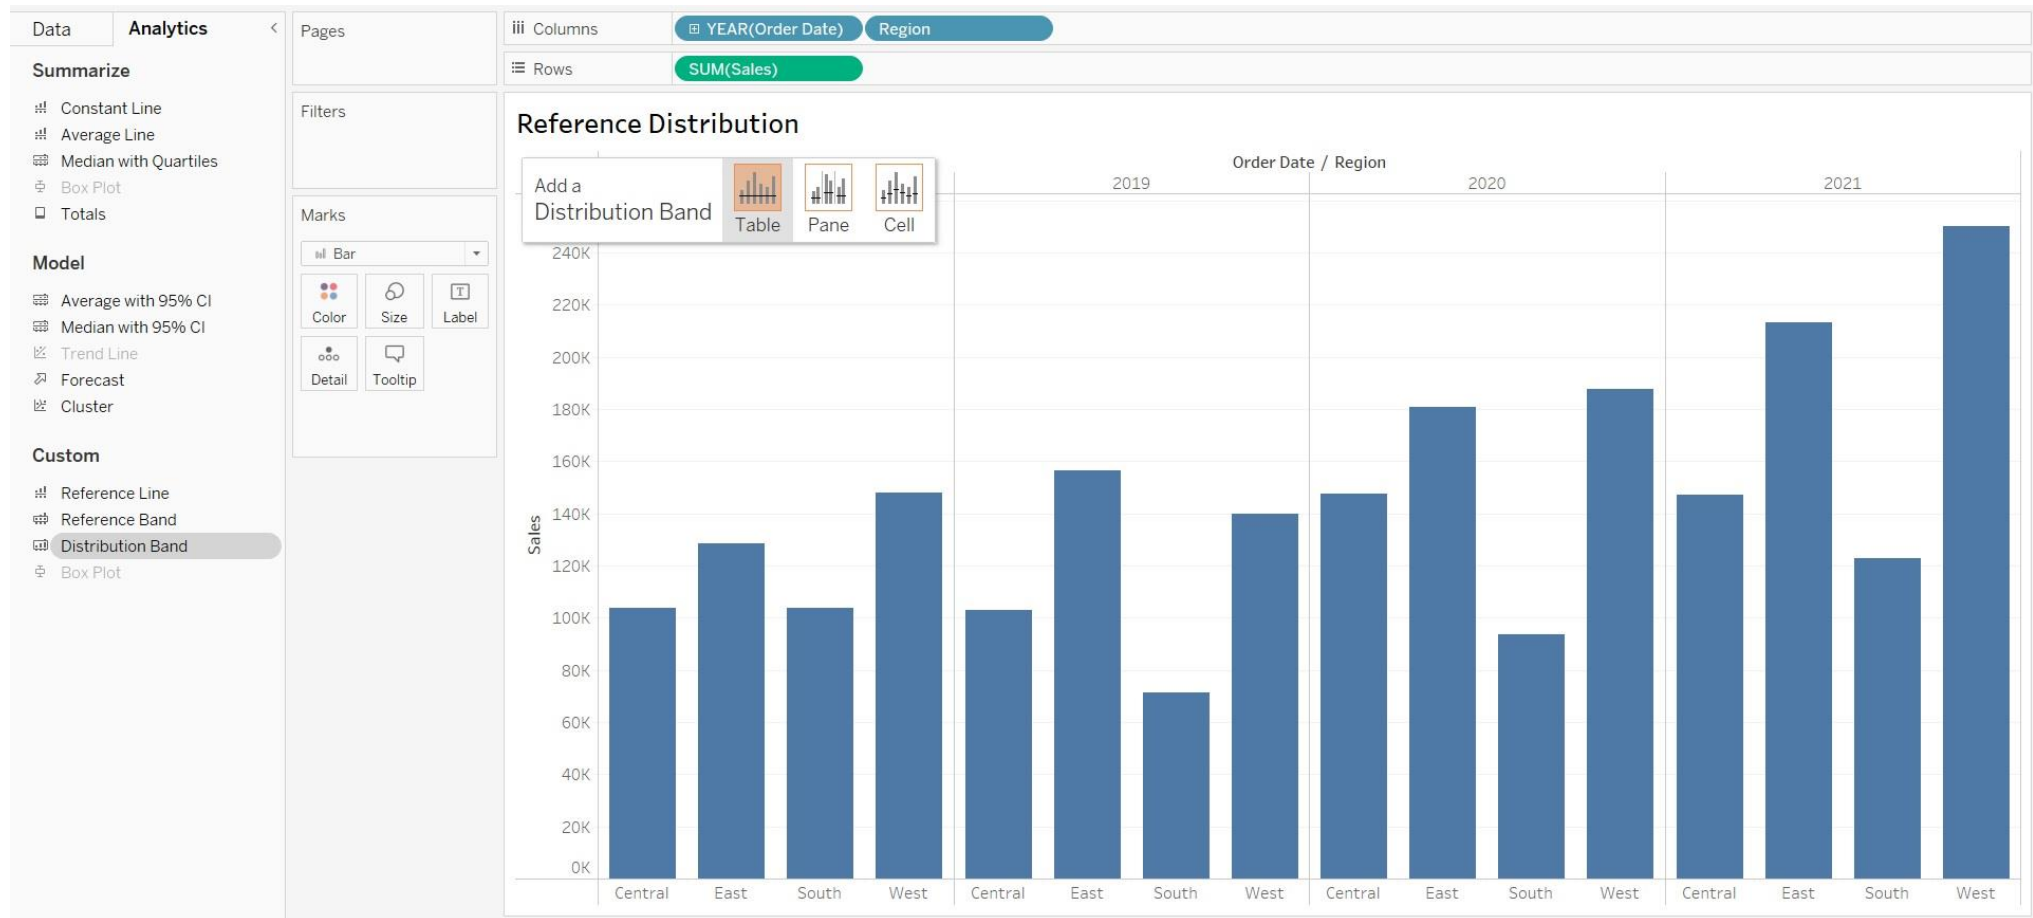 Data
Analytics
Summarize
Constant Line
Average Line
Median with Quartiles
Box Plot
Totals
Model
Average with 95% CI
Median with 95% CI
Trend Line
Forecast
Cluster
Custom
Reference Line
Reference Band
Distribution Band
Box Plot
Pages
Filters
Marks
Bar
Color
Size
Label
Detail
Tooltip
Columns
YEAR(Order Date)
Region
Rows
SUM(Sales)
Reference Distribution
Add a
Distribution Band
Table
Pane
Cell
Order Date / Region
2019
2020
2021
Sales
240K
220K
200K
180K
160K
140K
120K
100K
80K
60K
40K
20K
0K
Central East South West Central East South West Central East South West Central East South West